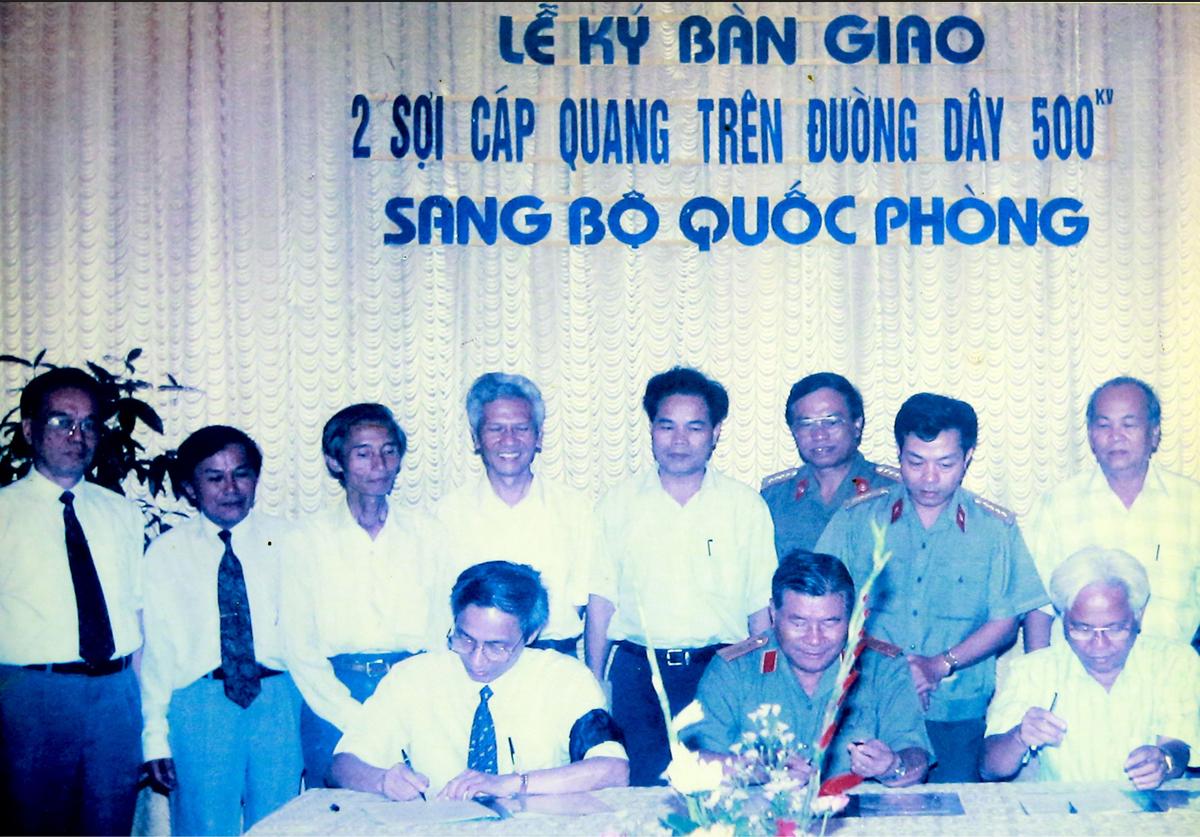 LỄ KÝ BÀN GIAO
2 SỢI CÁP QUANG TRÊN ĐƯỜNG DÂY 500KV
SANG BỘ QUỐC PHÒNG